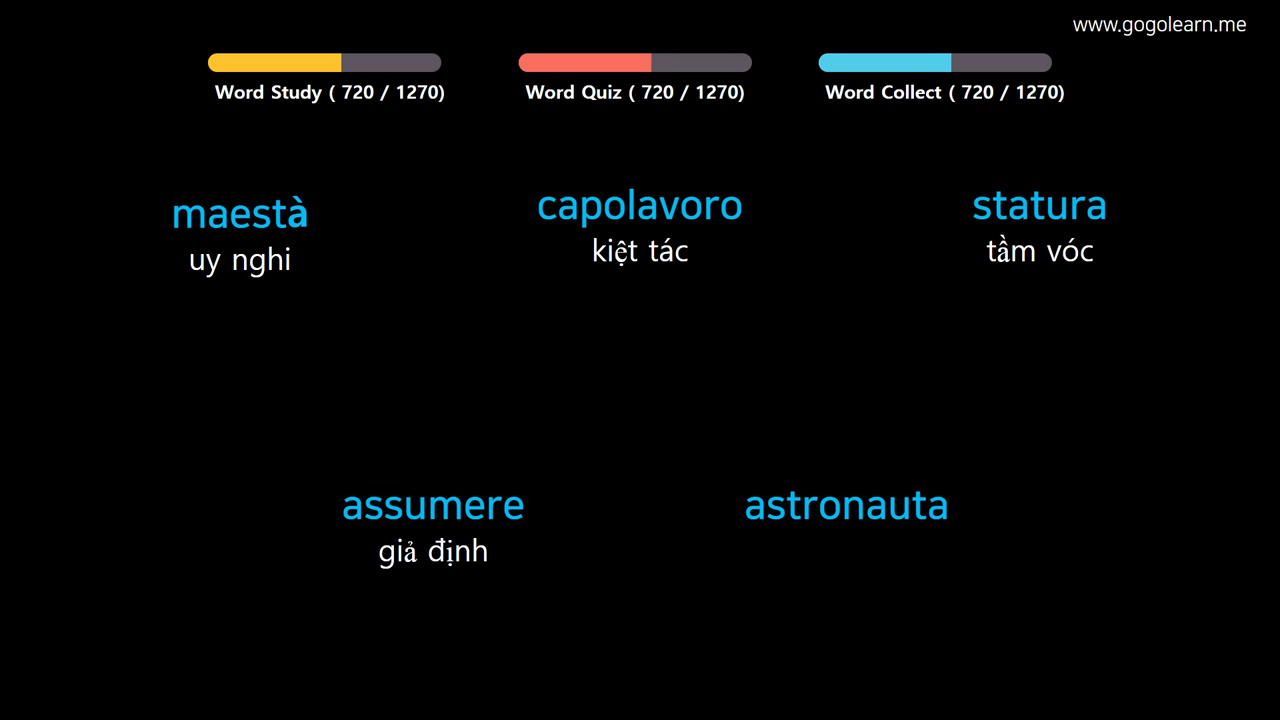 www.gogolearn.me
Word Study ( 720 / 1270)
Word Quiz ( 720 / 1270)
Word Collect ( 720 / 1270)
maestà
uy nghi
capolavoro
kiệt tác
statura
tầm vóc
assumere
giả định
astronauta